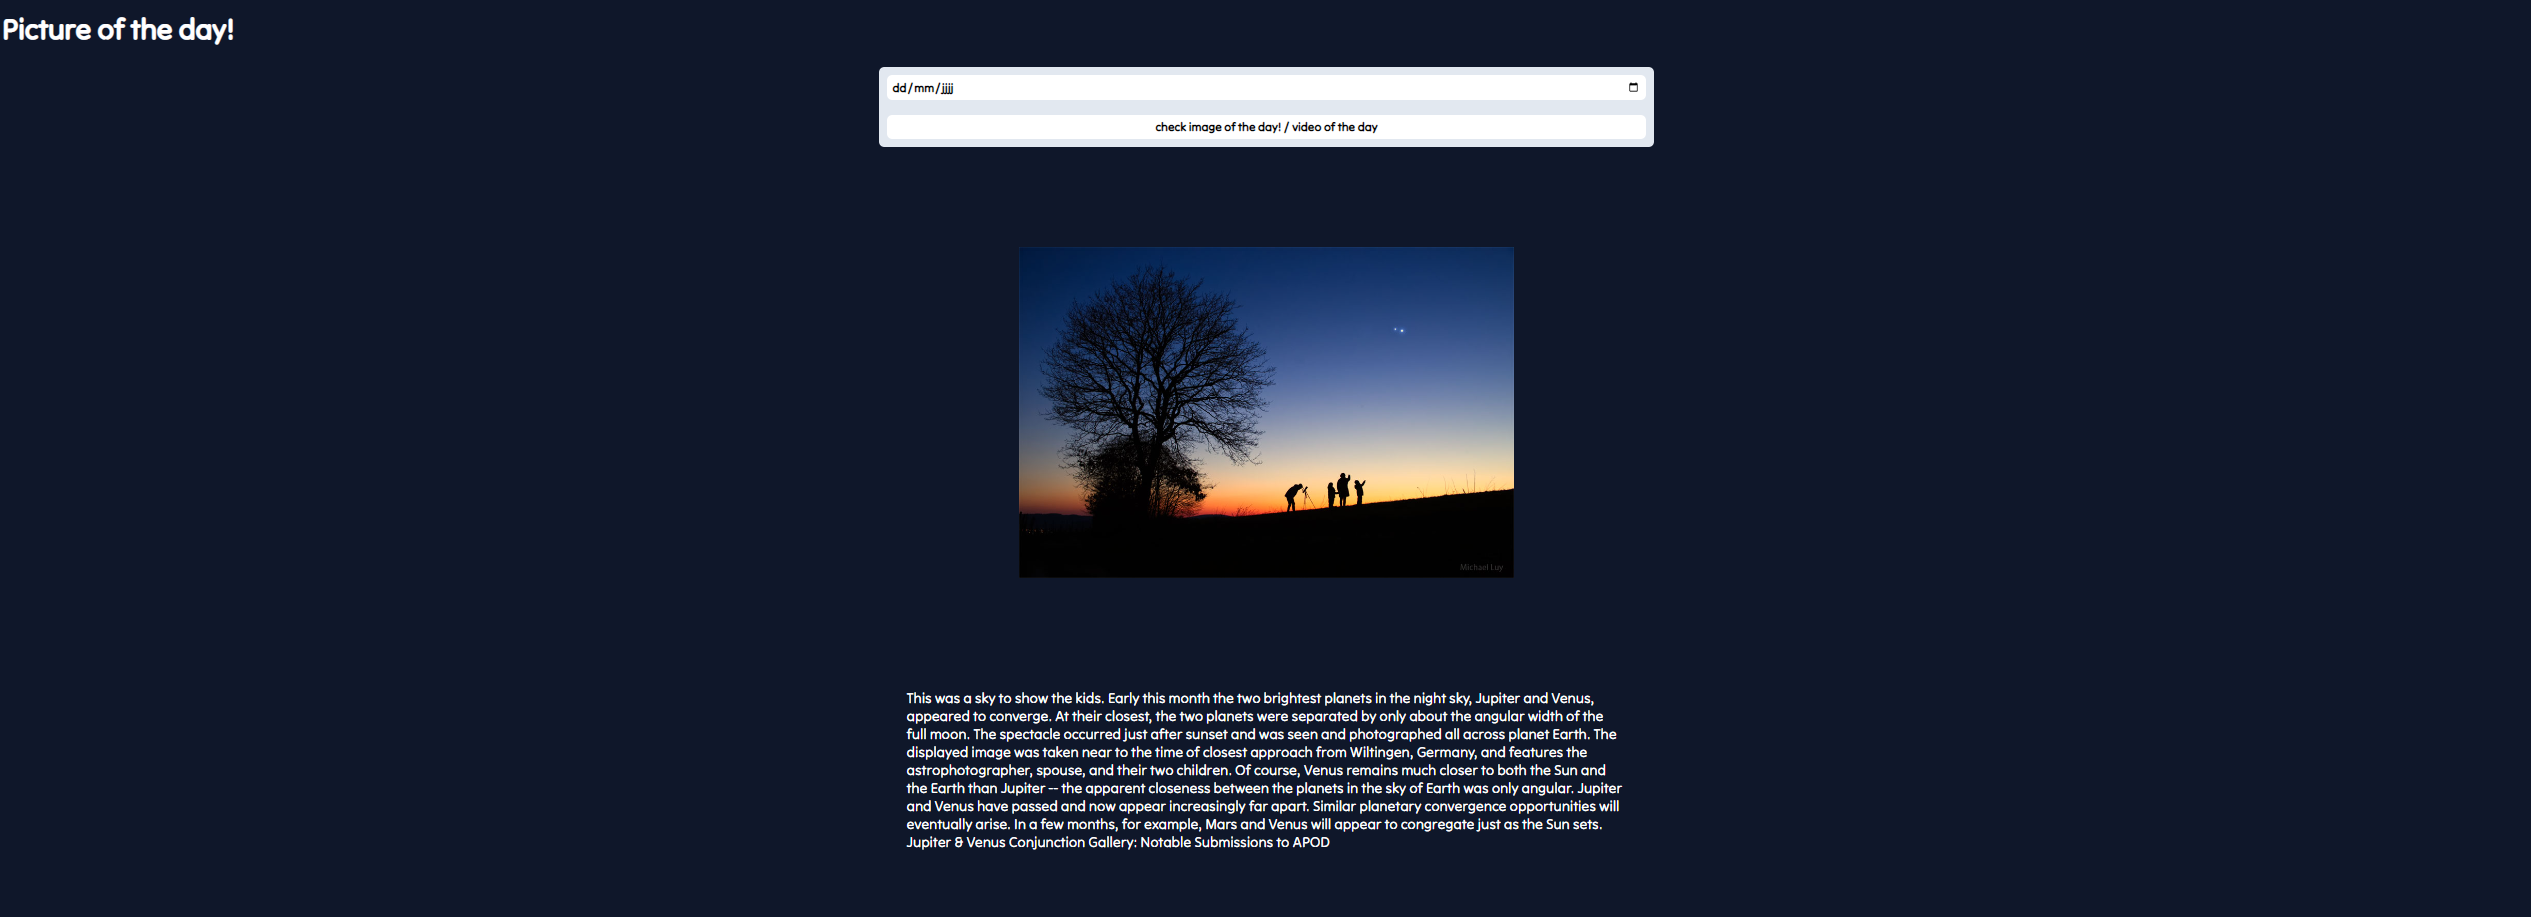 Picture of the day!
dd/mm/jjjj
check image of the day! / video of the day
Michael Luy
This was a sky to show the kids. Early this month the two brightest planets in the night sky, Jupiter and Venus,
appeared to converge. At their closest, the two planets were separated by only about the angular width of the
full moon. The spectacle occurred just after sunset and was seen and photographed all across planet Earth. The
displayed image was taken near to the time of closest approach from Wiltingen, Germany, and features the
astrophotographer, spouse, and their two children. Of course, Venus remains much closer to both the Sun and
the Earth than Jupiter -- the apparent closeness between the planets in the sky of Earth was only angular. Jupiter
and Venus have passed and now appear increasingly far apart. Similar planetary convergence opportunities will
eventually arise. In a few months, for example, Mars and Venus will appear to congregate just as the Sun sets.
Jupiter & Venus Conjunction Gallery: Notable Submissions to APOD